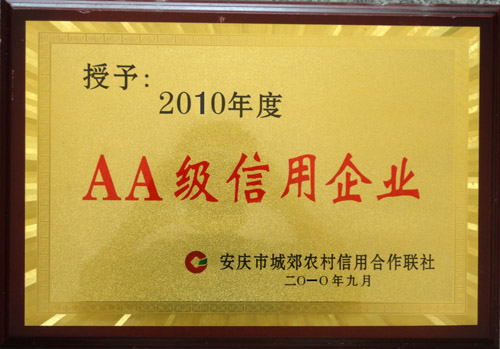 授予：
2010年度
AA级信用企业
安庆市城郊农村信用合作联社
二〇一〇年九月